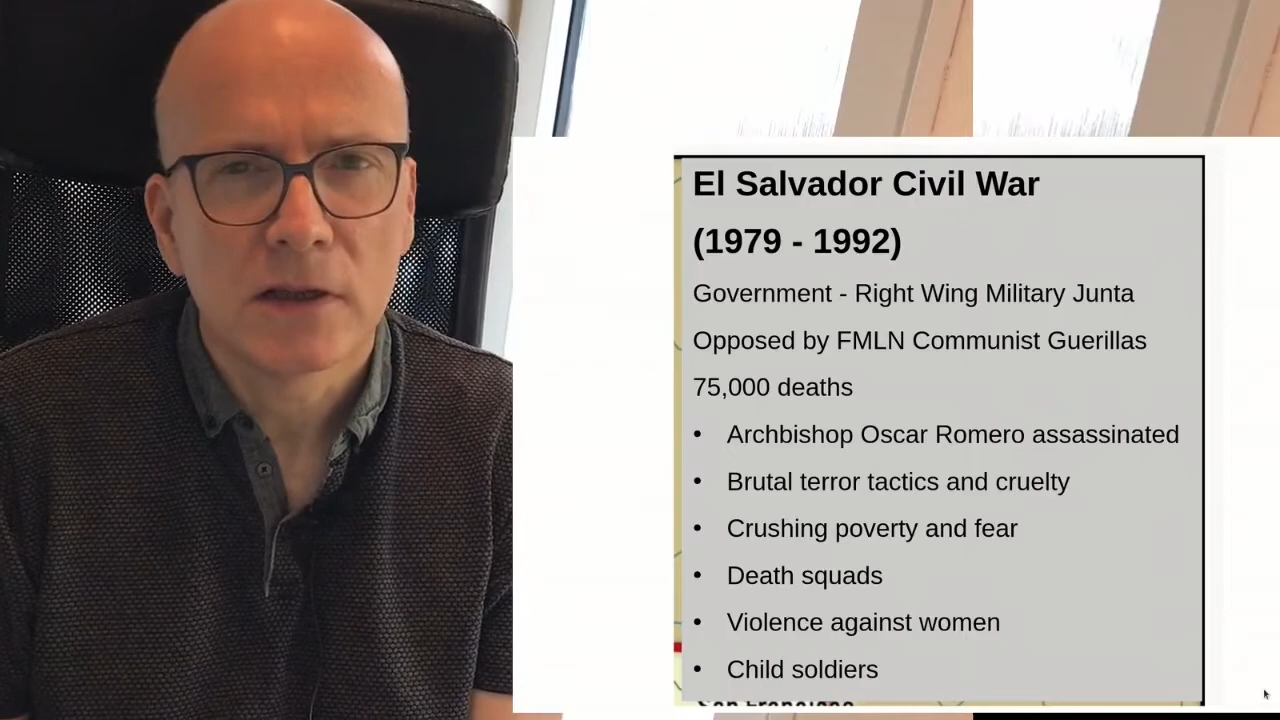 El Salvador Civil War
(1979 - 1992)
Government - Right Wing Military Junta
Opposed by FMLN Communist Guerillas
75,000 deaths
• Archbishop Oscar Romero assassinated
• Brutal terror tactics and cruelty
• Crushing poverty and fear
• Death squads
• Violence against women
• Child soldiers
San Francisco